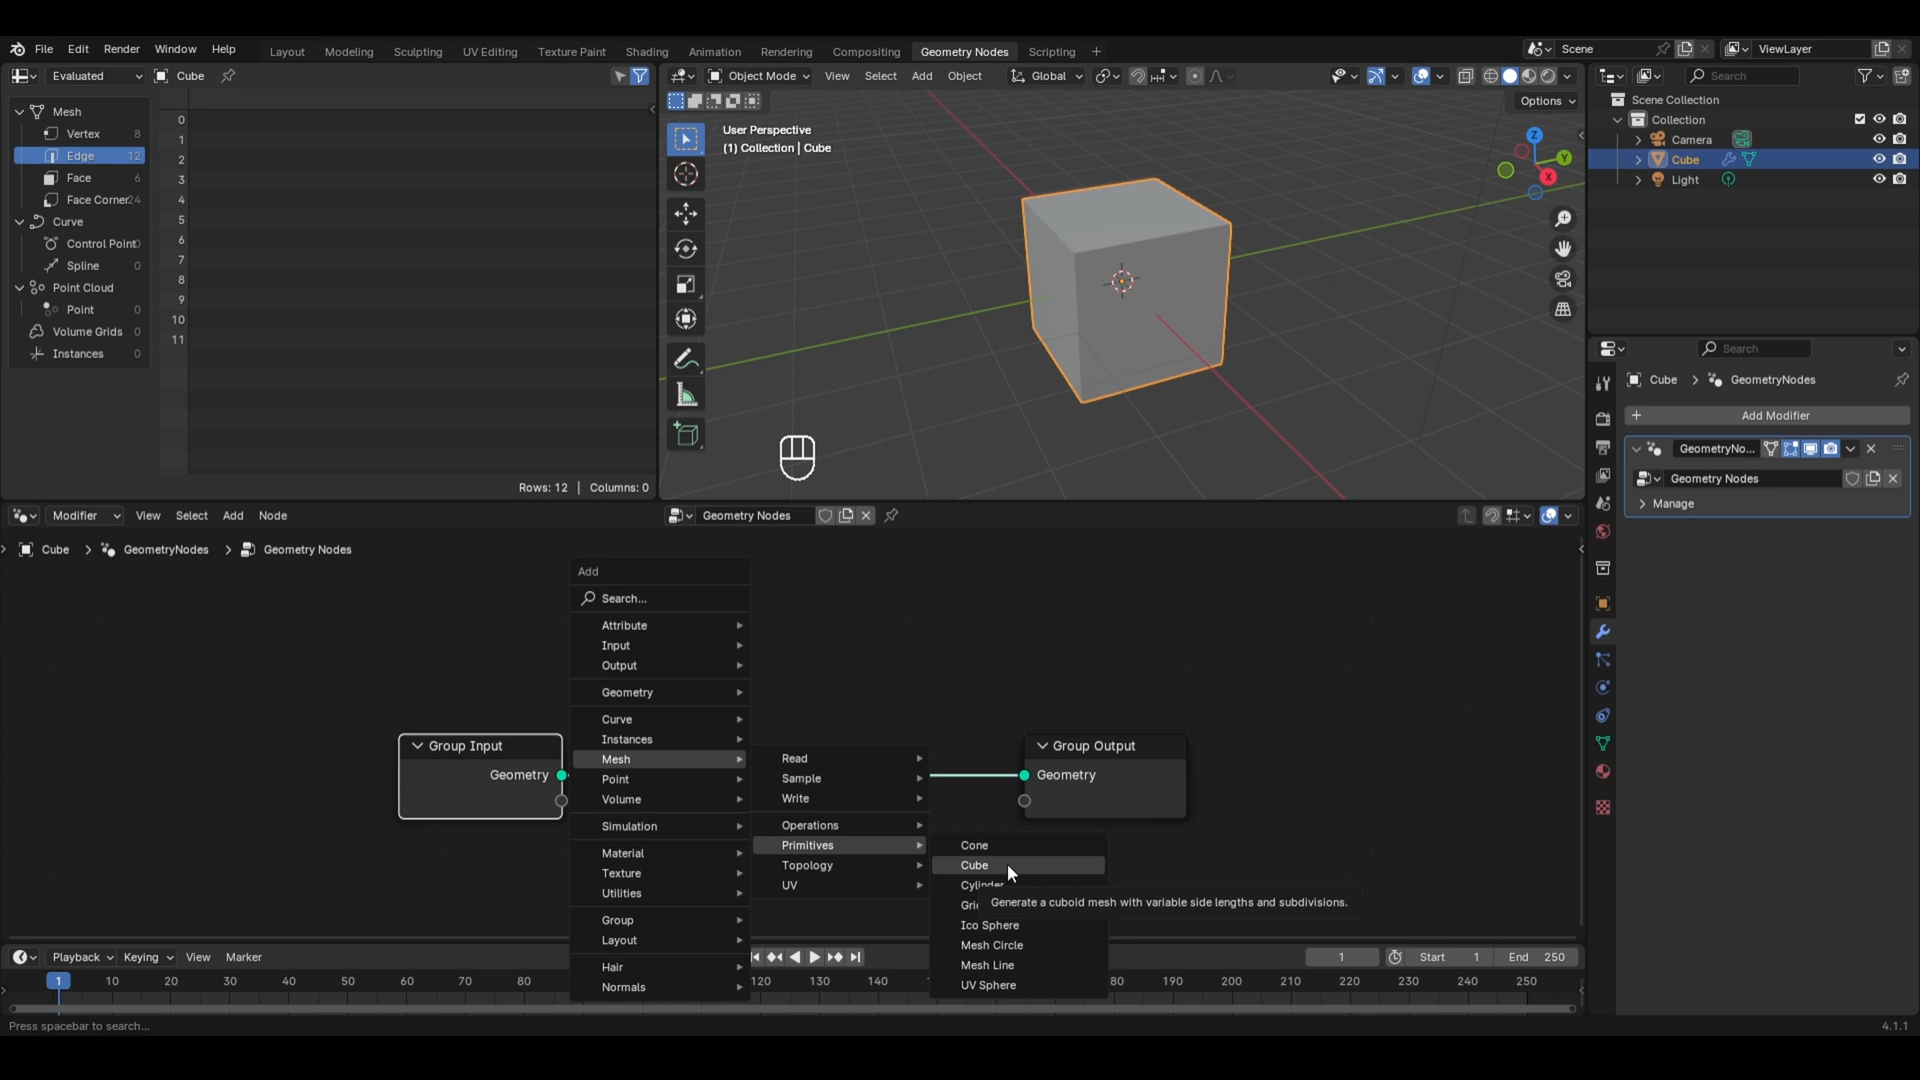 File Edit Render Window Help Layout Modeling Sculpting UV Editing Texture Paint Shading Animation Rendering Compositing Geometry Nodes Scripting + Scene ViewLayer
Evaluated Cube
Object Mode View Select Add Object Global
Search
Mesh
Vertex 8
Edge 12
Face 6
Face Corner 24
Curve
Control Point 0
Spline 0
Point Cloud
Point 0
Volume Grids 0
Instances 0
0
1
2
3
4
5
6
7
8
9
10
11
Rows: 12 | Columns: 0
Options
User Perspective
(1) Collection | Cube
Z
Y
X
Scene Collection
Collection
Camera
Cube
Light
Search
Cube > GeometryNodes
+ Add Modifier
GeometryNo...
Geometry Nodes
Manage
Modifier View Select Add Node
Geometry Nodes
Cube > GeometryNodes > Geometry Nodes
Group Input
Geometry
Group Output
Geometry
Add
Search...
Attribute
Input
Output
Geometry
Curve
Instances
Mesh
Point
Volume
Simulation
Material
Texture
Utilities
Group
Layout
Hair
Normals
Read
Sample
Write
Operations
Primitives
Topology
UV
Cone
Cube
Cylinder
Gri
Generate a cuboid mesh with variable side lengths and subdivisions.
Ico Sphere
Mesh Circle
Mesh Line
UV Sphere
Playback Keying View Marker
1 Start 1 End 250
1 10 20 30 40 50 60 70 80 120 130 140 80 190 200 210 220 230 240 250
Press spacebar to search...
4.1.1